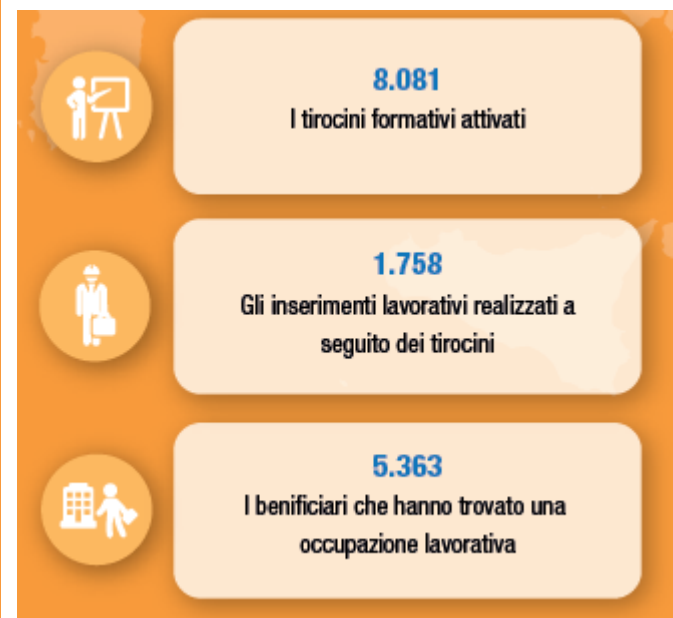 8.081
I tirocini formativi attivati
1.758
Gli inserimenti lavorativi realizzati a
seguito dei tirocini
5.363
I benificiari che hanno trovato una
occupazione lavorativa